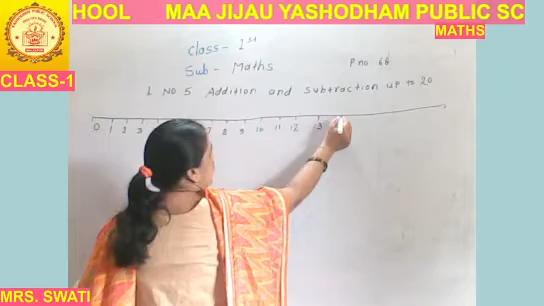 HOOL MAA JIJAU YASHODHAM PUBLIC SC
MATHS
CLASS-1
Class - 1st
Sub - Maths
P no 68
L No 5 Addition and Subtraction up to 20
0 1 2 3 7 8 9 10 11 12 13
MRS. SWATI